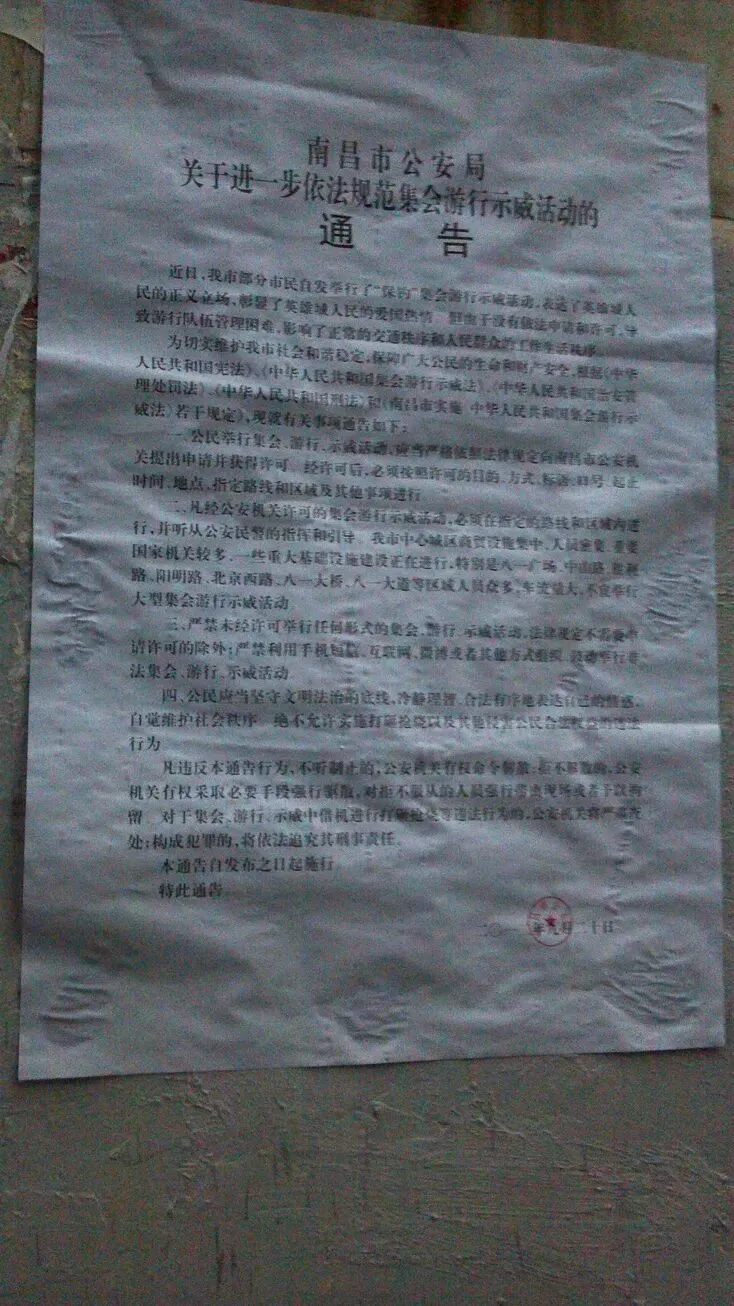 南昌市公安局
关于进一步依法规范集会游行示威活动的
通 告
近日,我市部分市民自发举行了“保钓”集会游行示威活动,表达了英雄城人
民的正义立场,彰显了英雄城人民的爱国热情。但由于没有依法申请和许可,导
致游行队伍管理困难,影响了正常的交通秩序和人民群众的工作生活秩序。
为切实维护我市社会和谐稳定,保障广大公民的生命和财产安全,根据《中华
人民共和国宪法》、《中华人民共和国集会游行示威法》、《中华人民共和国治安管
理处罚法》、《中华人民共和国刑法》和《南昌市实施〈中华人民共和国集会游行示
威法〉若干规定》,现就有关事项通告如下:
一、公民举行集会、游行、示威活动,应当严格依照法律规定向南昌市公安机
关提出申请并获得许可。经许可后,必须按照许可的目的、方式、标语、口号、起止
时间、地点、指定路线和区域及其他事项进行。
二、凡经公安机关许可的集会游行示威活动,必须在指定的路线和区域内进
行,并听从公安民警的指挥和引导。我市中心城区商贸设施集中、人员密集、重要
国家机关较多、一些重大基础设施建设正在进行,特别是八一广场、中山路、胜利
路、阳明路、北京西路、八一大桥、八一大道等区域人员众多,车流量大,不宜举行
大型集会游行示威活动。
三、严禁未经许可举行任何形式的集会、游行、示威活动,法律规定不需要申
请许可的除外;严禁利用手机短信、互联网、微博或者其他方式组织、鼓动举行非
法集会、游行、示威活动。
四、公民应当坚守文明法治的底线,冷静理智、合法有序地表达自己的情感,
自觉维护社会秩序。绝不允许实施打砸抢烧以及其他侵害公民合法权益的违法
行为。
凡违反本通告行为,不听制止的,公安机关有权命令解散;拒不解散的,公安
机关有权采取必要手段强行驱散,对拒不服从的人员强行带离现场或者予以拘
留。对于集会、游行、示威中借机进行打砸抢烧等违法行为的,公安机关将严肃查
处;构成犯罪的,将依法追究其刑事责任。
本通告自发布之日起施行。
特此通告。
二〇 年九月二十日